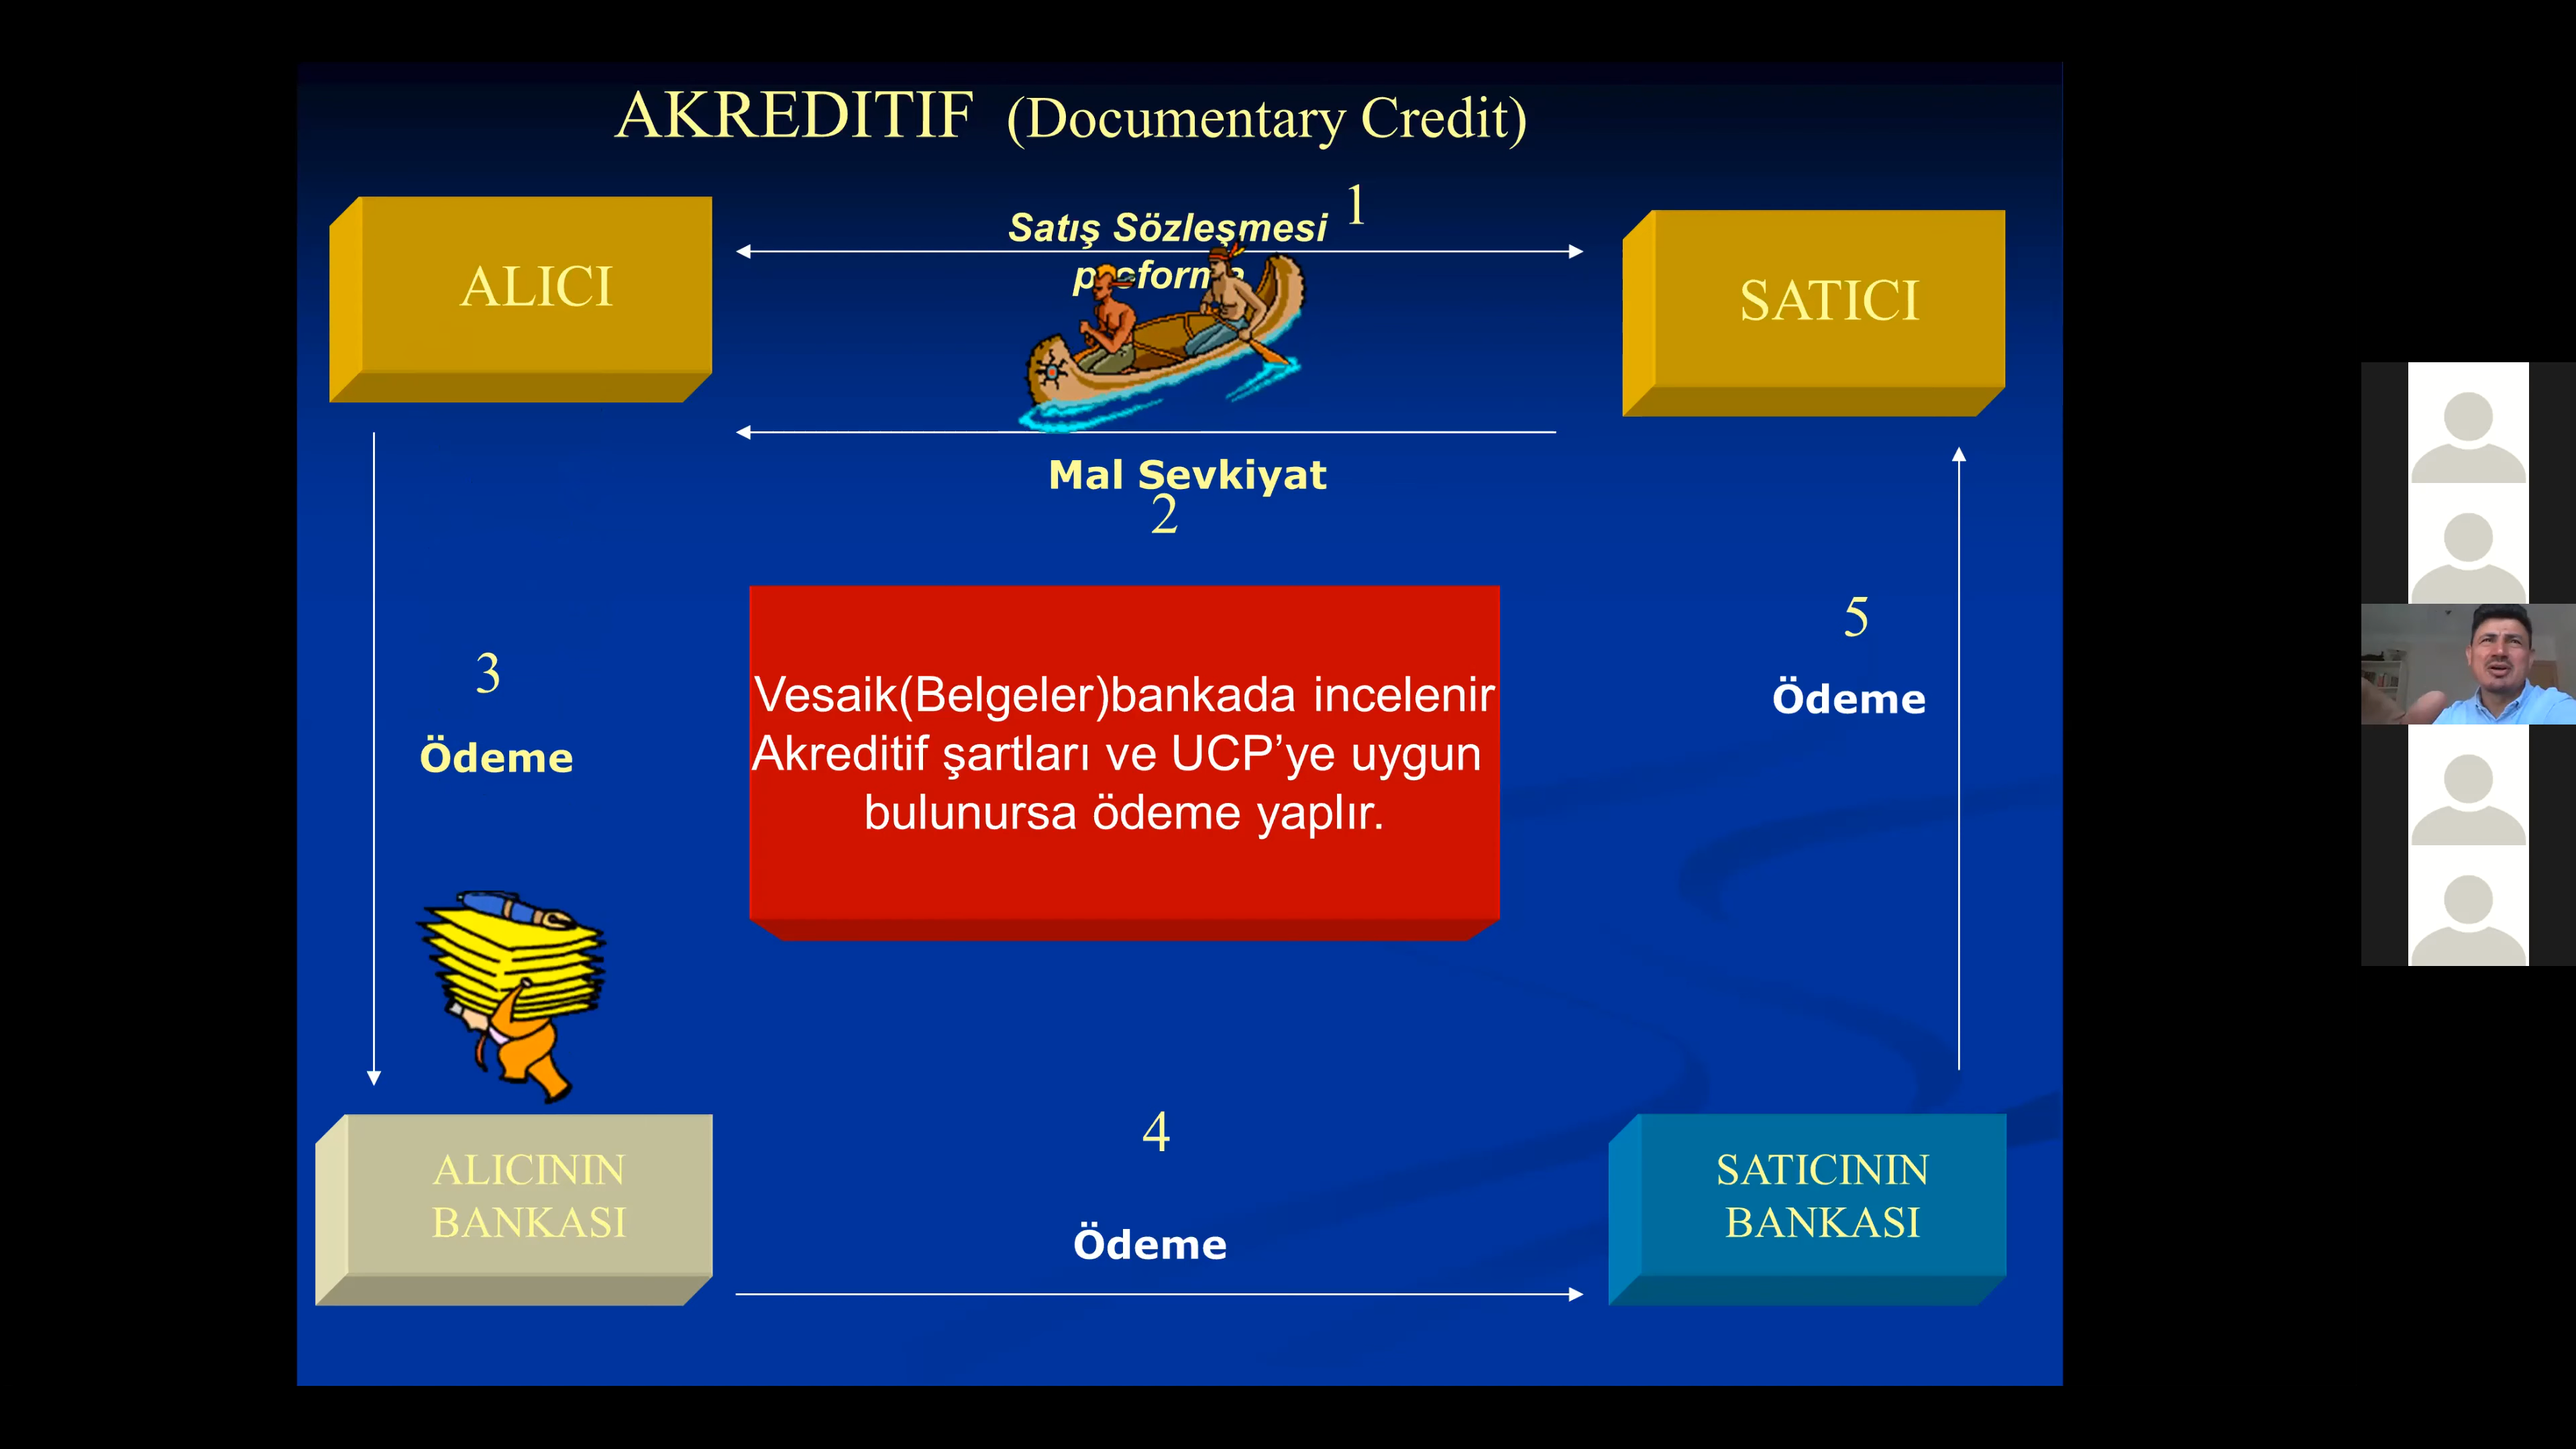 AKREDITIF (Documentary Credit)
1
Satış Sözleşmesi
ALICI
SATICI
Mal Sevkiyat
2
3
Ödeme
Vesaik(Belgeler)bankada incelenir
Akreditif şartları ve UCP’ye uygun
bulunursa ödeme yaplır.
5
Ödeme
4
Ödeme
ALICININ
BANKASI
SATICININ
BANKASI